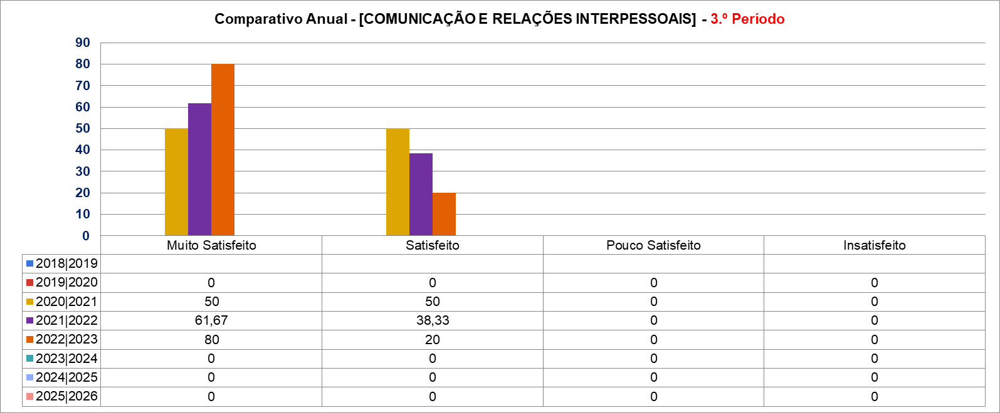 Comparativo Anual - [COMUNICAÇÃO E RELAÇÕES INTERPESSOAIS] - 3.º Período
90
80
70
60
50
40
30
20
10
0
Muito Satisfeito Satisfeito Pouco Satisfeito Insatisfeito
2018|2019
2019|2020 0 0 0 0
2020|2021 50 50 0 0
2021|2022 61,67 38,33 0 0
2022|2023 80 20 0 0
2023|2024 0 0 0 0
2024|2025 0 0 0 0
2025|2026 0 0 0 0